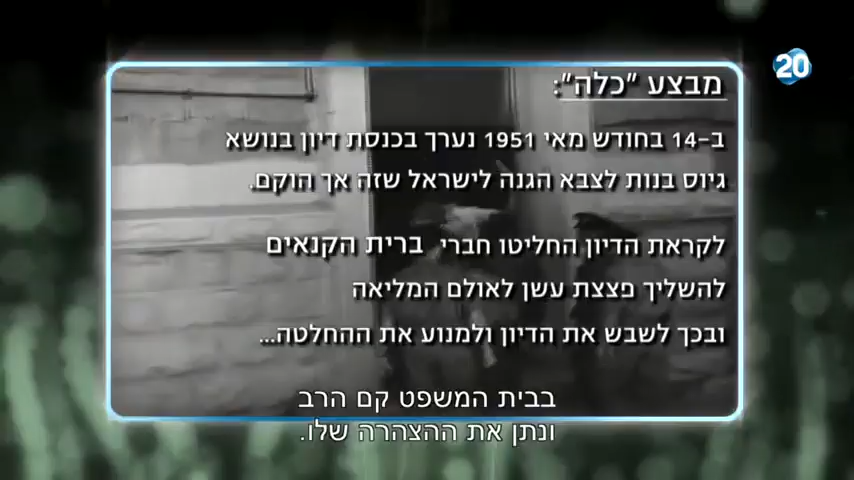 20
מבצע "כלה":
ב-14 בחודש מאי 1951 נערך בכנסת דיון בנושא
גיוס בנות לצבא הגנה לישראל שזה אך הוקם.
לקראת הדיון החליטו חברי ברית הקנאים
להשליך פצצת עשן לאולם המליאה
ובכך לשבש את הדיון ולמנוע את ההחלטה...
בבית המשפט קם הרב
ונתן את ההצהרה שלו.